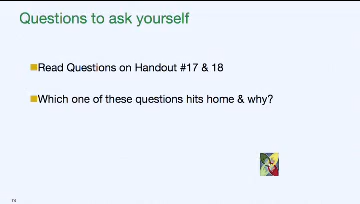 Questions to ask yourself
Read Questions on Handout #17 & 18
Which one of these questions hits home & why?